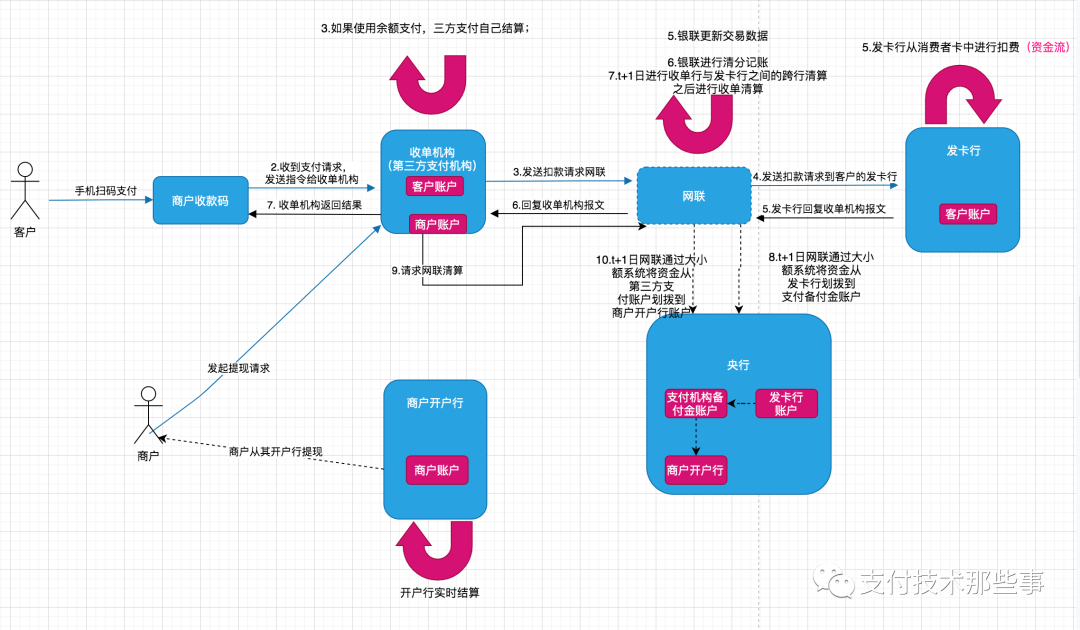 3.如果使用余额支付，三方支付自己结算；
5.银联更新交易数据
6.银联进行清分记账
7.t+1日进行收单行与发卡行之间的跨行清算
之后进行收单清算
5.发卡行从消费者卡中进行扣费（资金流）
客户
手机扫码支付
商户收款码
2.收到支付请求，
发送指令给收单机构
7. 收单机构返回结果
收单机构
（第三方支付机构）
客户账户
商户账户
3.发送扣款请求网联
6.回复收单机构报文
网联
4.发送扣款请求到客户的发卡行
5.发卡行回复收单机构报文
发卡行
客户账户
9.请求网联清算
10.t+1日网联通过大小
额系统将资金从
第三方支
付账户划拨到
商户开户行账户
8.t+1日网联通过大小
额系统将资金从
发卡行划拨到
支付备付金账户
央行
支付机构备
付金账户
发卡行
账户
商户开户行
发起提现请求
商户
商户从其开户行提现
商户开户行
商户账户
开户行实时结算
支付技术那些事